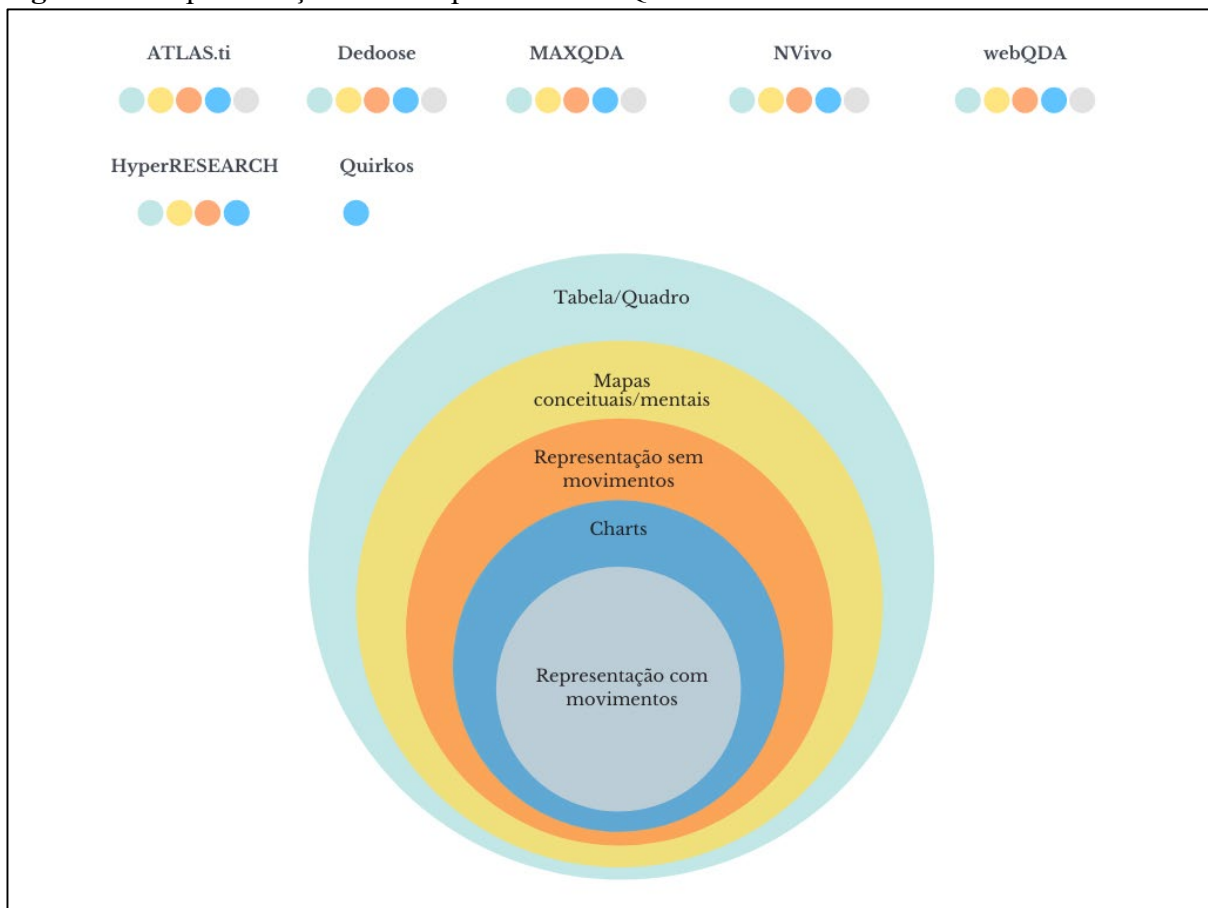 ATLAS.ti Dedoose MAXQDA NVivo webQDA
HyperRESEARCH Quirkos
Tabela/Quadro
Mapas
conceituais/mentais
Representação sem
movimentos
Charts
Representação com
movimentos